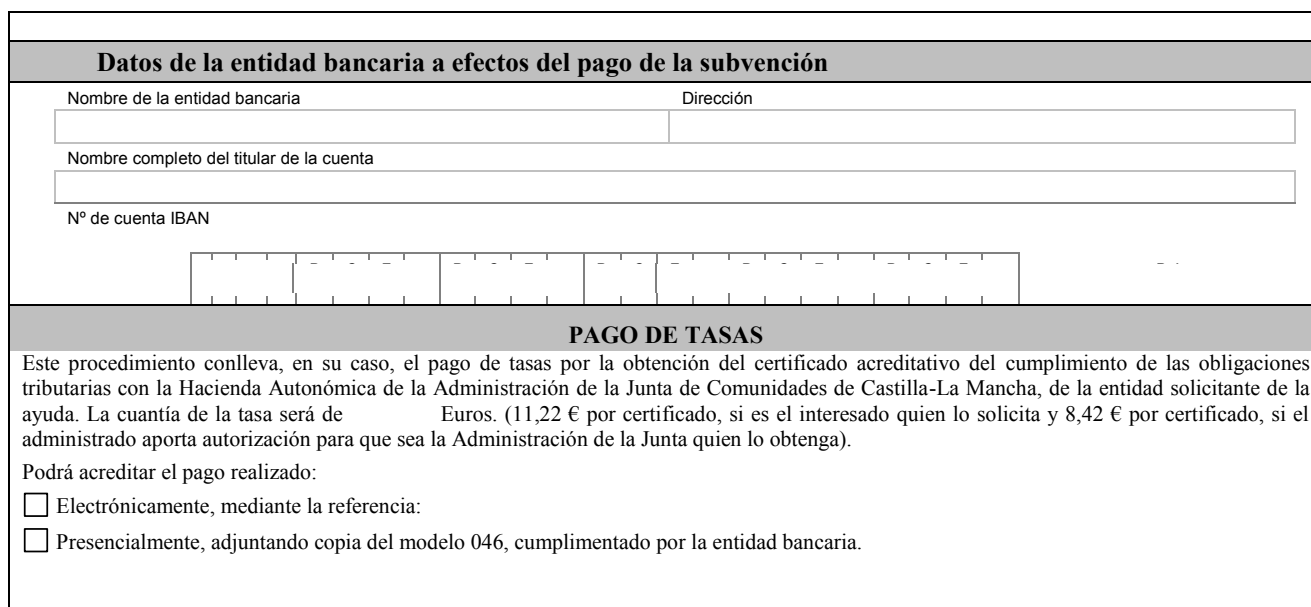 Datos de la entidad bancaria a efectos del pago de la subvención
Nombre de la entidad bancaria Dirección
Nombre completo del titular de la cuenta
Nº de cuenta IBAN
PAGO DE TASAS
Este procedimiento conlleva, en su caso, el pago de tasas por la obtención del certificado acreditativo del cumplimiento de las obligaciones
tributarias con la Hacienda Autonómica de la Administración de la Junta de Comunidades de Castilla-La Mancha, de la entidad solicitante de la
ayuda. La cuantía de la tasa será de Euros. (11,22 € por certificado, si es el interesado quien lo solicita y 8,42 € por certificado, si el
administrado aporta autorización para que sea la Administración de la Junta quien lo obtenga).
Podrá acreditar el pago realizado:
Electrónicamente, mediante la referencia:
Presencialmente, adjuntando copia del modelo 046, cumplimentado por la entidad bancaria.